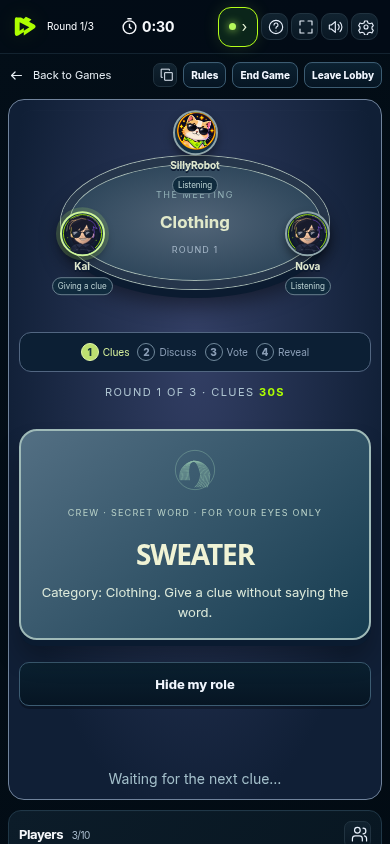 Round 1/3
0:30
Back to Games
Rules
End Game
Leave Lobby
SillyRobot
Listening
THE MEETING
Clothing
ROUND 1
Kai
Giving a clue
Nova
Listening
1 Clues 2 Discuss 3 Vote 4 Reveal
ROUND 1 OF 3 · CLUES 30S
CREW · SECRET WORD · FOR YOUR EYES ONLY
SWEATER
Category: Clothing. Give a clue without saying the
word.
Hide my role
Waiting for the next clue...
Players 3/10